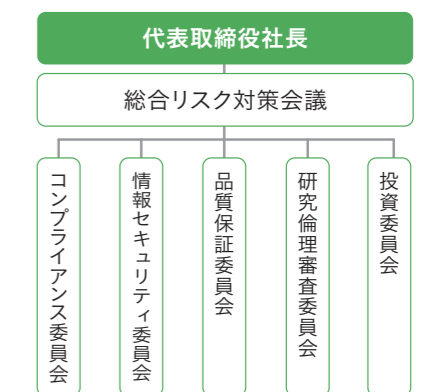 代表取締役社長
総合リスク対策会議
コンプライアンス委員会
情報セキュリティ委員会
品質保証委員会
研究倫理審査委員会
投資委員会